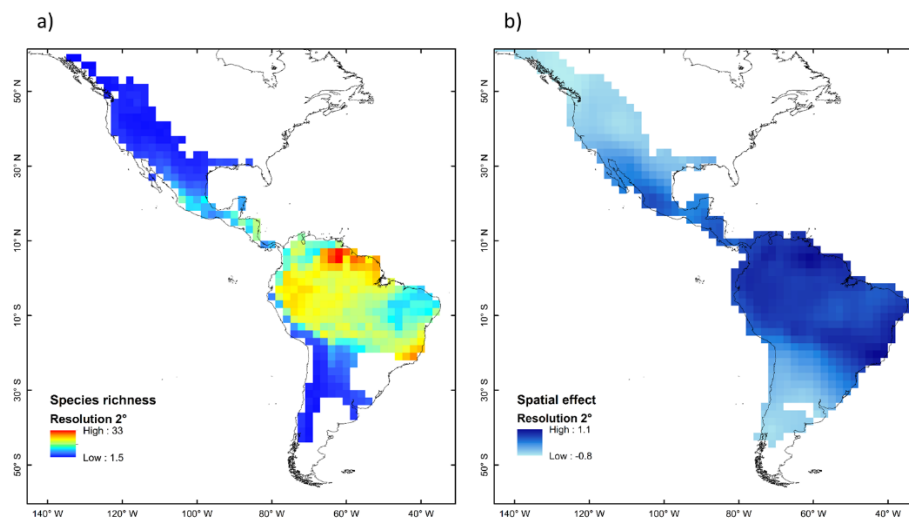 a)
b)
50° N
30° N
10° N
10° S
30° S
50° S
Species richness
Resolution 2°
High : 33
Low : 1.5
140° W 120° W 100° W 80° W 60° W 40° W
50° N
30° N
10° N
10° S
30° S
50° S
Spatial effect
Resolution 2°
High : 1.1
Low : -0.8
140° W 120° W 100° W 80° W 60° W 40° W